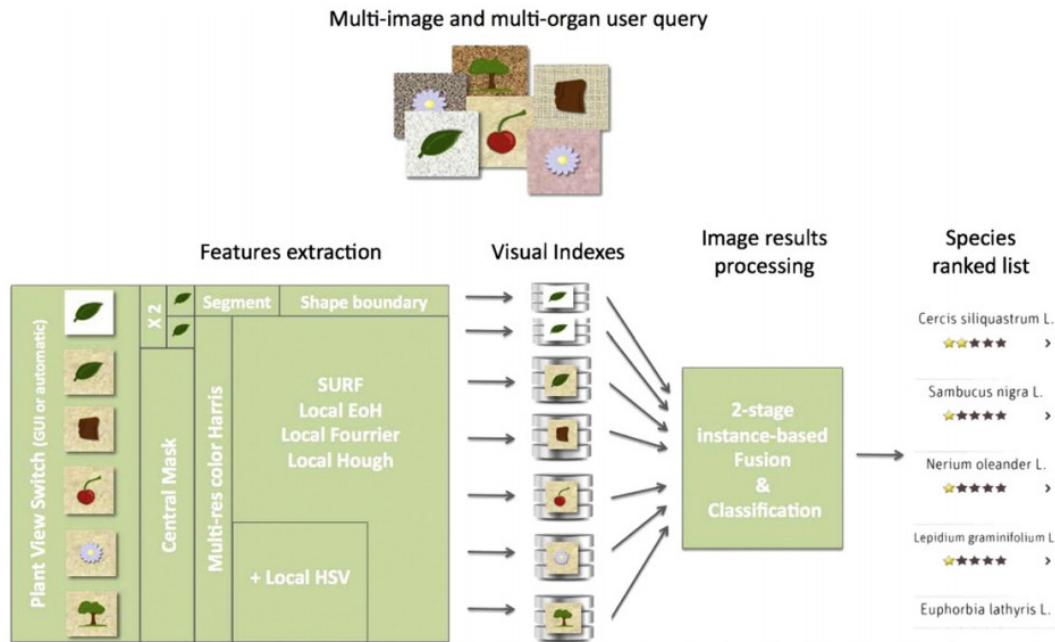 Multi-image and multi-organ user query
Features extraction
Visual Indexes
Image results
processing
Species
ranked list
Plant View Switch (GUI or automatic)
X 2
Segment
Shape boundary
Central Mask
Multi-res color Harris
SURF
Local EoH
Local Fourrier
Local Hough
+ Local HSV
2-stage
instance-based
Fusion
&
Classification
Cercis siliquastrum L.
Sambucus nigra L.
Nerium oleander L.
Lepidium graminifolium L
Euphorbia lathyris L.